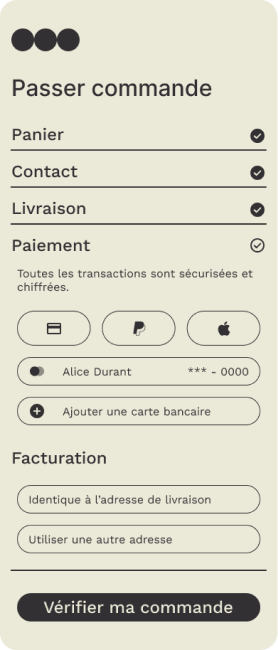 Passer commande
Panier
Contact
Livraison
Paiement
Toutes les transactions sont sécurisées et
chiffrées.
Alice Durant *** - 0000
Ajouter une carte bancaire
Facturation
Identique à l'adresse de livraison
Utiliser une autre adresse
Vérifier ma commande